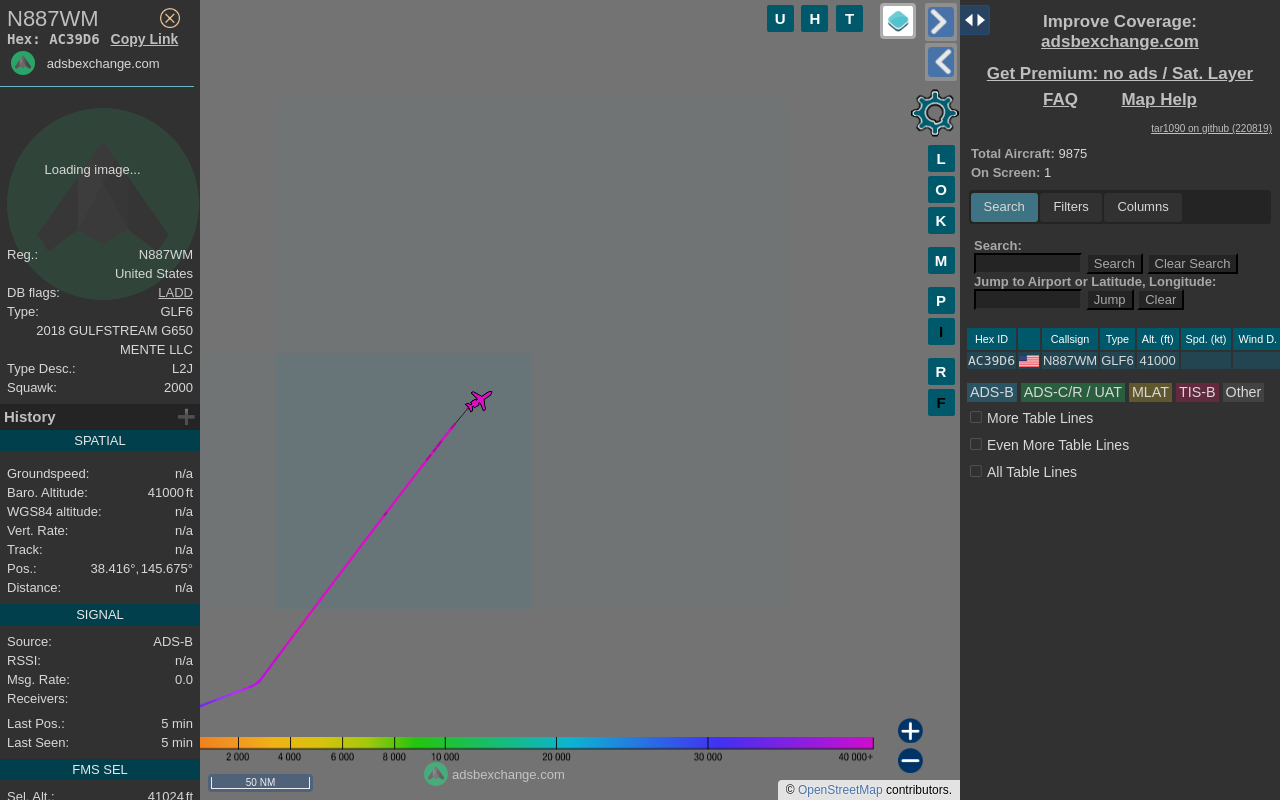 N887WM
Hex: AC39D6 Copy Link
adsbexchange.com
Loading image...
Reg.: N887WM
United States
DB flags: LADD
Type: GLF6
2018 GULFSTREAM G650
MENTE LLC
Type Desc.: L2J
Squawk: 2000
History
SPATIAL
Groundspeed: n/a
Baro. Altitude: 41000 ft
WGS84 altitude: n/a
Vert. Rate: n/a
Track: n/a
Pos.: 38.416°, 145.675°
Distance: n/a
SIGNAL
Source: ADS-B
RSSI: n/a
Msg. Rate: 0.0
Receivers:
Last Pos.: 5 min
Last Seen: 5 min
FMS SEL
Sel. Alt.: 41024 ft
U H T
L
O
K
M
P
I
R
F
2 000 4 000 6 000 8 000 10 000 20 000 30 000 40 000+
adsbexchange.com
50 NM
© OpenStreetMap contributors.
Improve Coverage:
adsbexchange.com
Get Premium: no ads / Sat. Layer
FAQ Map Help
tar1090 on github (220819)
Total Aircraft: 9875
On Screen: 1
Search Filters Columns
Search:
Search Clear Search
Jump to Airport or Latitude, Longitude:
Jump Clear
Hex ID Callsign Type Alt. (ft) Spd. (kt) Wind D.
AC39D6 N887WM GLF6 41000
ADS-B ADS-C/R / UAT MLAT TIS-B Other
More Table Lines
Even More Table Lines
All Table Lines